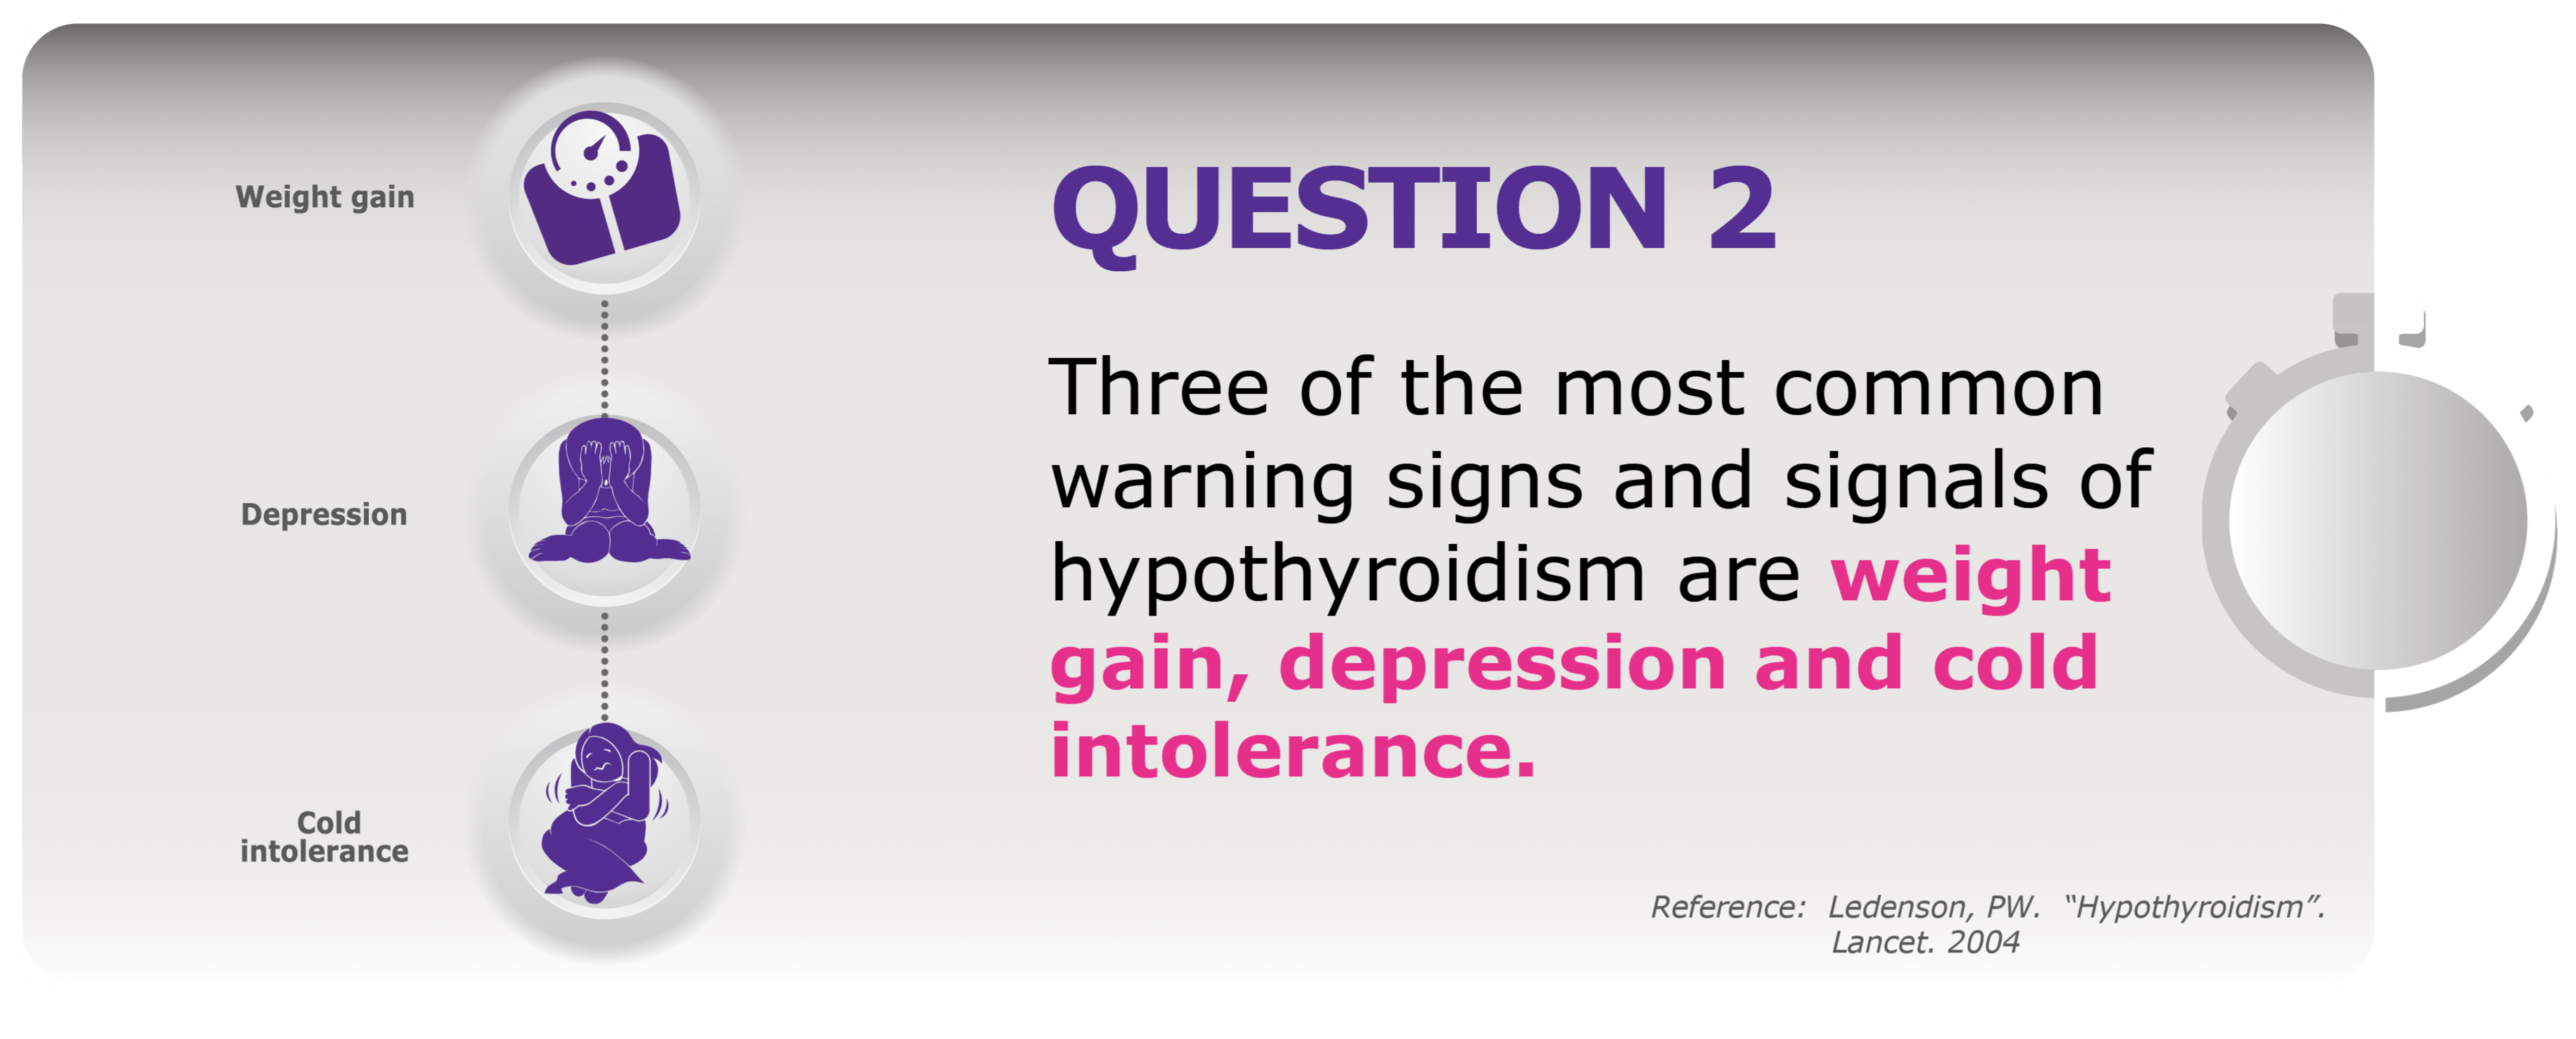 Weight gain
Depression
Cold
intolerance
QUESTION 2
Three of the most common
warning signs and signals of
hypothyroidism are weight
gain, depression and cold
intolerance.
Reference: Ledenson, PW. “Hypothyroidism”.
Lancet. 2004